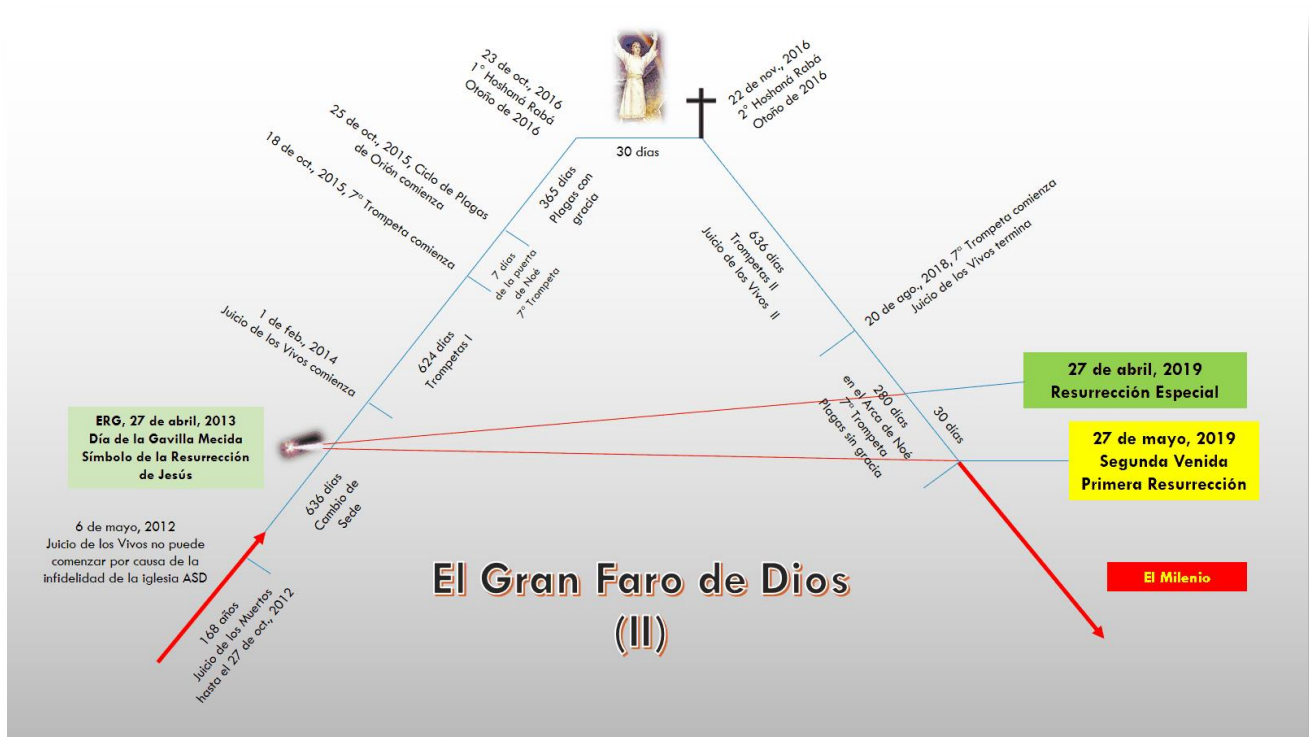 23 de oct., 2016
1° Hoshaná Rabá
Otoño de 2016
22 de nov., 2016
2° Hoshaná Rabá
Otoño de 2016
30 días
25 de oct., 2015, Ciclo de Plagas
de Orión comienza
18 de oct., 2015, 7ª Trompeta comienza
365 días
Plagas con
gracia
7 días
de la puerta
de Noé
7ª Trompeta
1 de feb., 2014
Juicio de los Vivos comienza
624 días
Trompetas I
636 días
Trompetas II
Juicio de los Vivos II
20 de ago., 2018, 7ª Trompeta comienza
Juicio de los Vivos termina
280 días
en el Arca de Noé
7ª Trompeta
Plagas sin gracia
30 días
27 de abril, 2019
Resurrección Especial
27 de mayo, 2019
Segunda Venida
Primera Resurrección
El Milenio
ERG, 27 de abril, 2013
Día de la Gavilla Mecida
Símbolo de la Resurrección
de Jesús
636 días
Cambio de
Sede
6 de mayo, 2012
Juicio de los Vivos no puede
comenzar por causa de la
infidelidad de la iglesia ASD
168 años
Juicio de los Muertos
hasta el 27 de oct., 2012
El Gran Faro de Dios
(II)